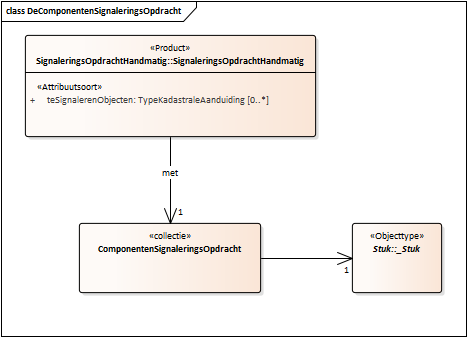 class DeComponentenSignaleringsOpdracht
«Product»
SignaleringsOpdrachtHandmatig::SignaleringsOpdrachtHandmatig
«Attribuutsoort»
+ teSignalerenObjecten: TypeKadastraleAanduiding [0..*]
met
1
«collectie»
ComponentenSignaleringsOpdracht
«Objecttype»
Stuk::_Stuk
1